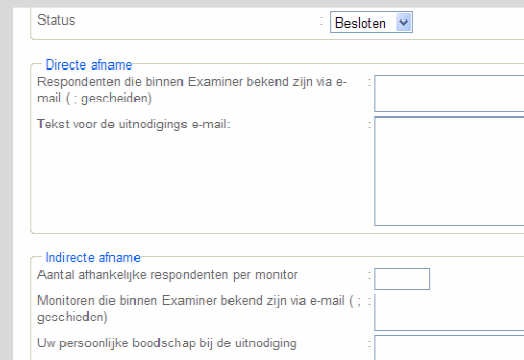 Status : Besloten
Directe afname
Respondenten die binnen Examiner bekend zijn via e- :
mail ( ; gescheiden)
Tekst voor de uitnodigings e-mail: :
Indirecte afname
Aantal afhankelijke respondenten per monitor :
Monitoren die binnen Examiner bekend zijn via e-mail ( ; :
gescheiden)
Uw persoonlijke boodschap bij de uitnodiging :